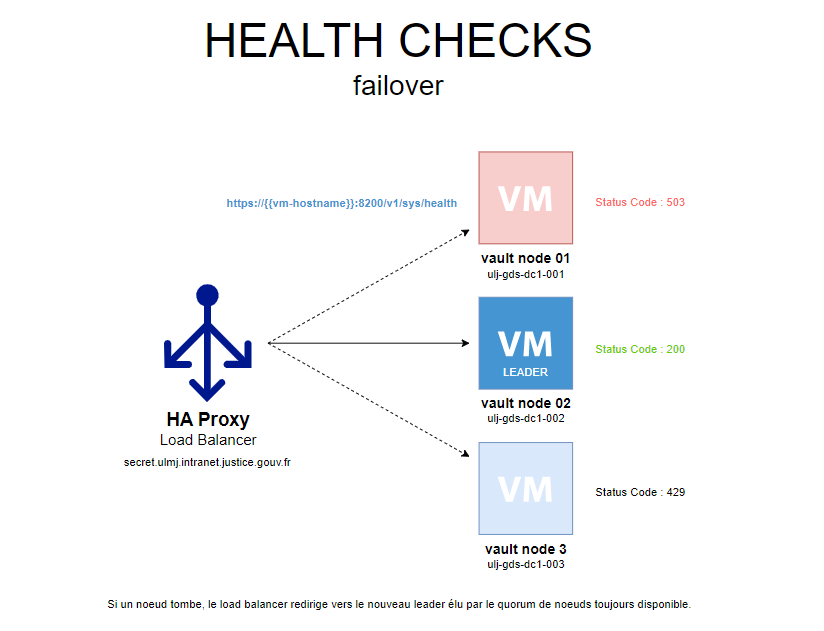 HEALTH CHECKS
failover
https://{{vm-hostname}}:8200/v1/sys/health
VM
Status Code : 503
vault node 01
ulj-gds-dc1-001
VM
LEADER
Status Code : 200
vault node 02
ulj-gds-dc1-002
HA Proxy
Load Balancer
secret.ulmj.intranet.justice.gouv.fr
VM
Status Code : 429
vault node 3
ulj-gds-dc1-003
Si un noeud tombe, le load balancer redirige vers le nouveau leader élu par le quorum de noeuds toujours disponible.